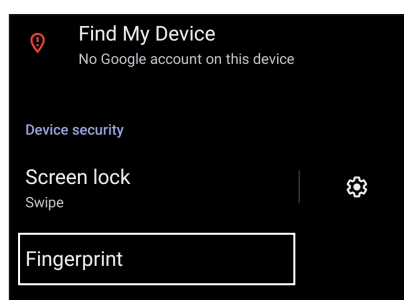 Find My Device
No Google account on this device
Device security
Screen lock
Swipe
Fingerprint